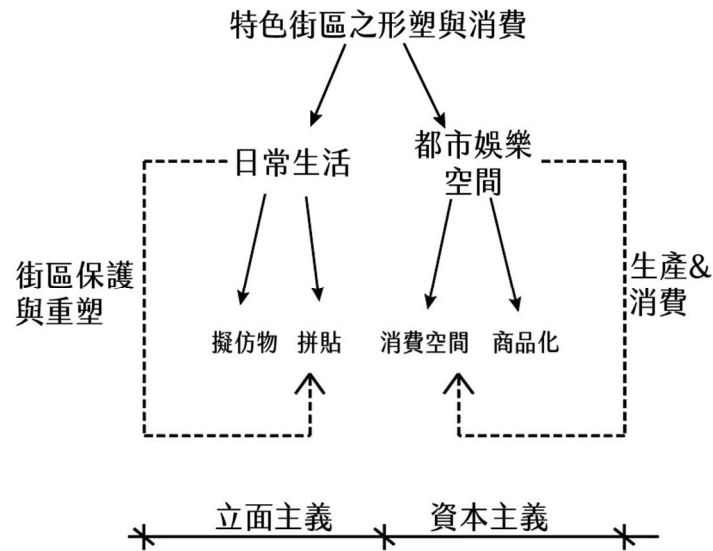 特色街區之形塑與消費
日常生活
都市娛樂
空間
街區保護
與重塑
生產&
消費
擬仿物
拼貼
消費空間
商品化
立面主義
資本主義